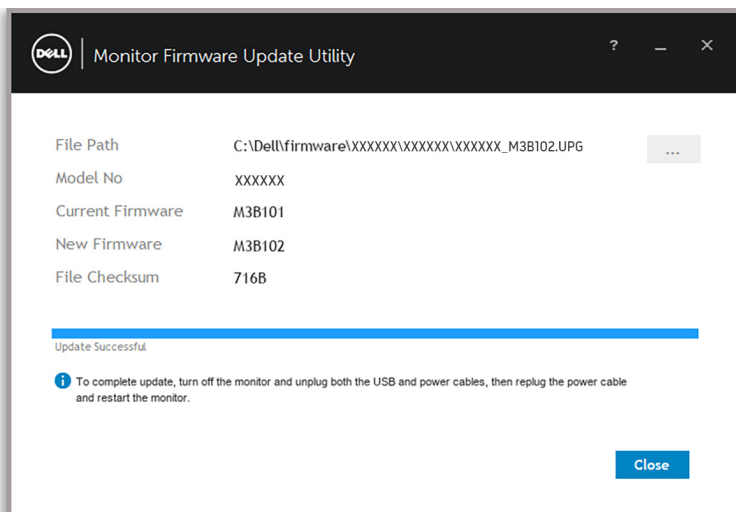 DELL Monitor Firmware Update Utility ? _ X
File Path C:\Dell\firmware\XXXXXX\XXXXXX\XXXXXX_M3B102.UPG ...
Model No XXXXXX
Current Firmware M3B101
New Firmware M3B102
File Checksum 716B
Update Successful
i To complete update, turn off the monitor and unplug both the USB and power cables, then replug the power cable
and restart the monitor.
Close